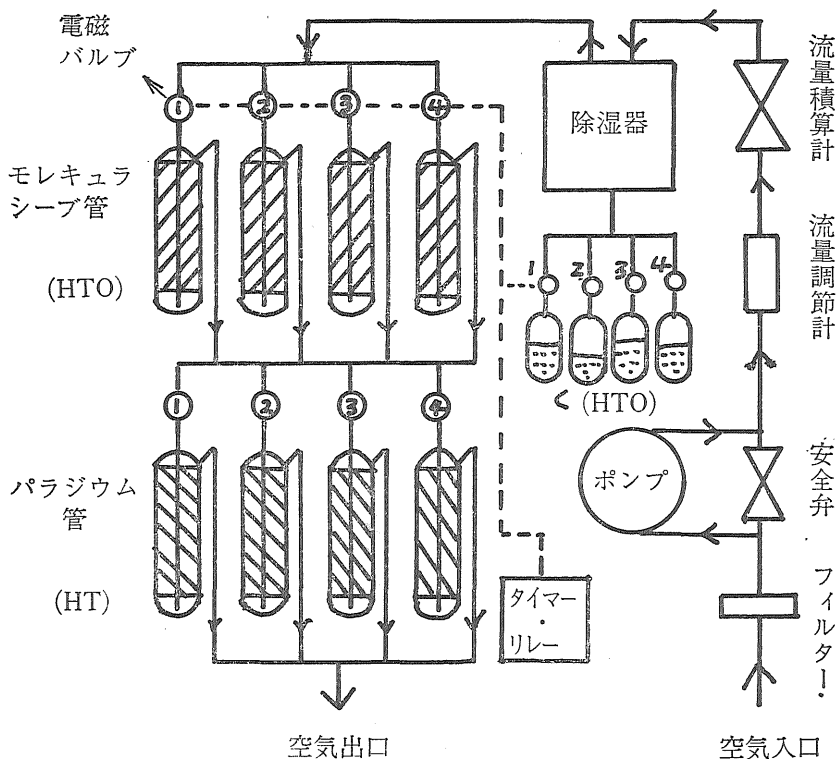 電磁
バルブ
1 2 3 4
モレキュラ
シーブ管
(HTO)
1 2 3 4
パラジウム
管
(HT)
空気出口
除湿器
1 2 3 4
(HTO)
タイマー
・
リレー
ポンプ
流量積算計
流量調節計
安全弁
フィルター・
空気入口